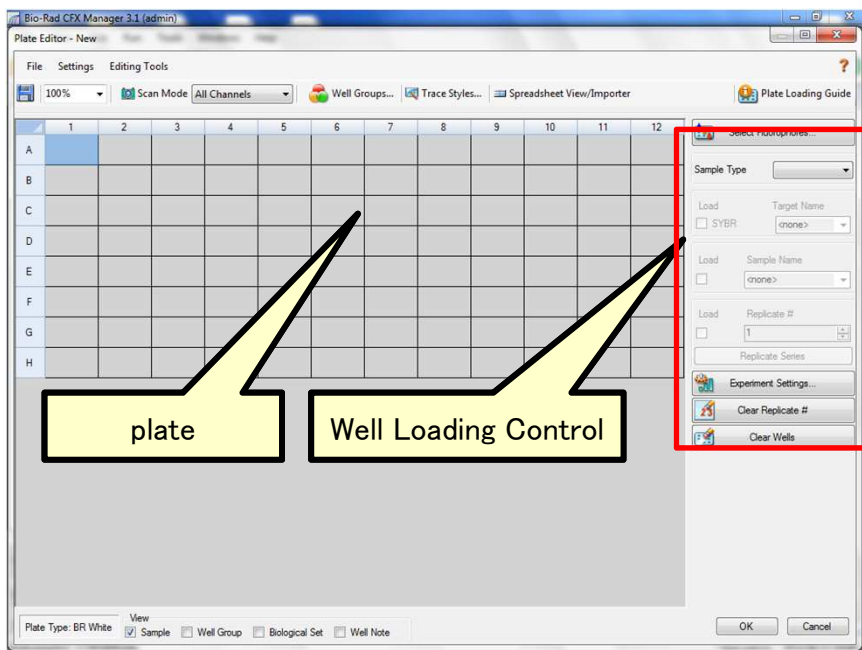 Bio-Rad CFX Manager 3.1 (admin)
Plate Editor - New
File Settings Editing Tools ?
100% Scan Mode All Channels Well Groups... Trace Styles... Spreadsheet View/Importer Plate Loading Guide
1 2 3 4 5 6 7 8 9 10 11 12
Select Fluorophores...
A
Sample Type
B
Load Target Name
C
SYBR <none>
D
Load Sample Name
E
<none>
F
Load Replicate #
G
1
H
Replicate Series
Experiment Settings...
Clear Replicate #
Clear Wells
plate
Well Loading Control
Plate Type: BR White
View
Sample Well Group Biological Set Well Note
OK Cancel